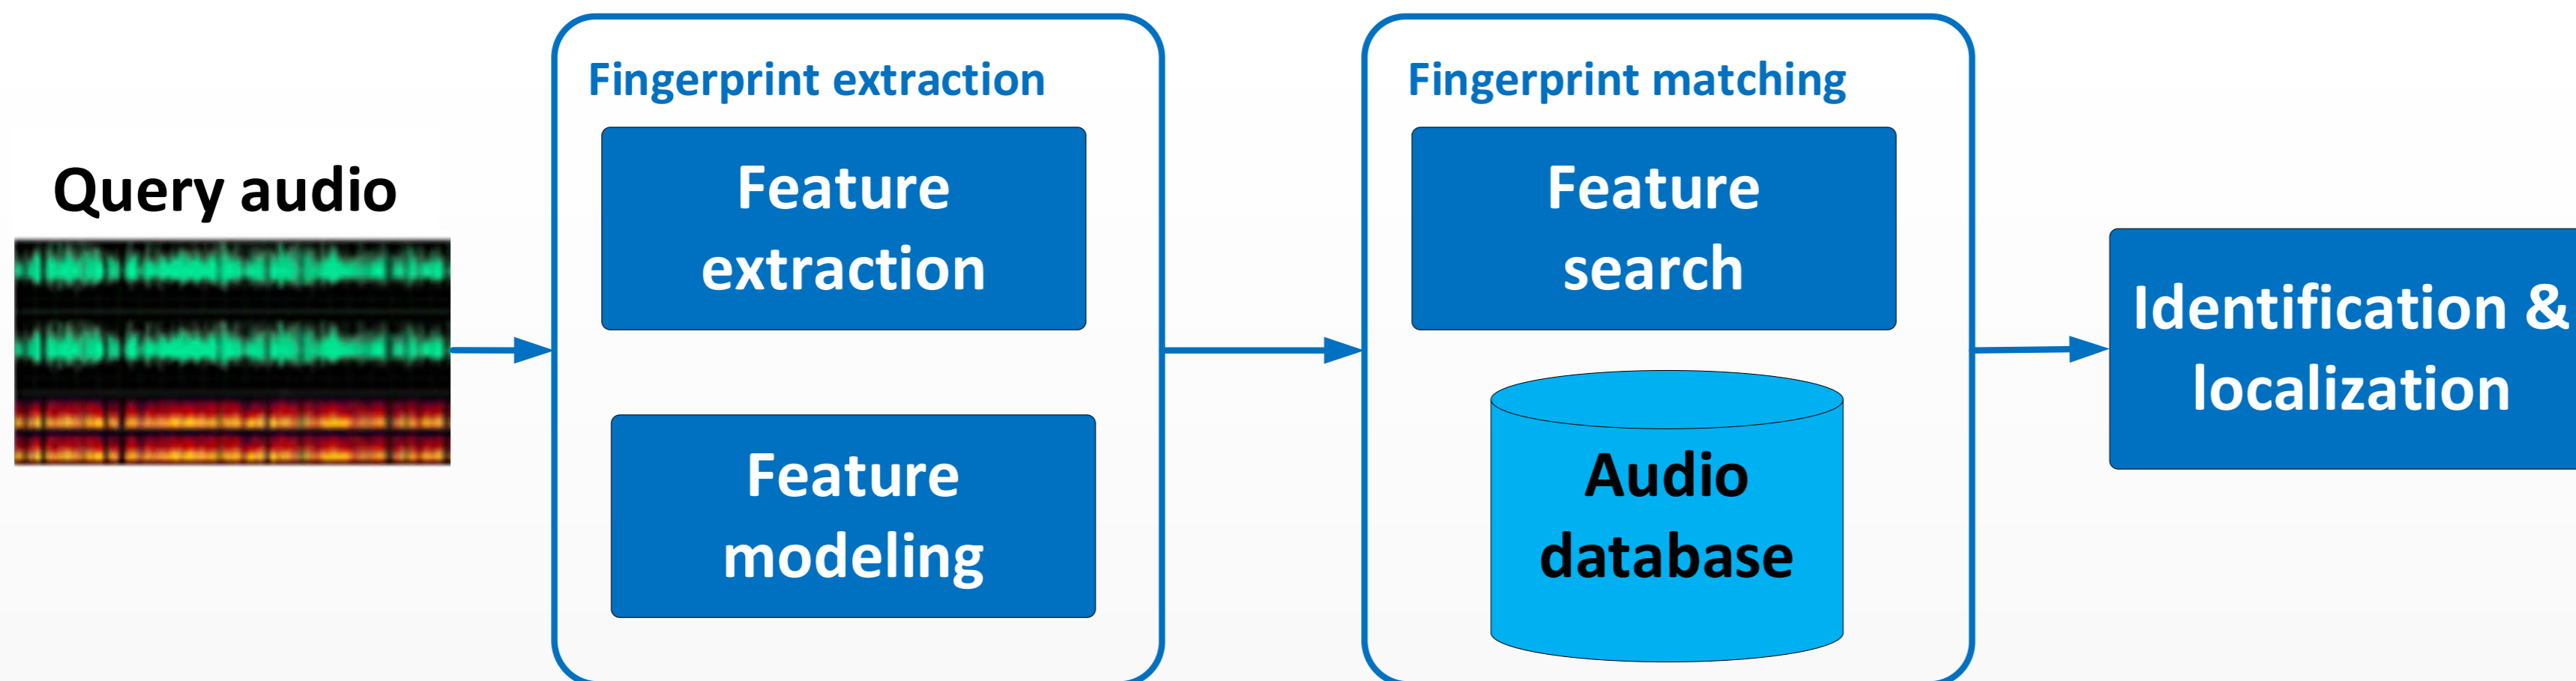 Query audio
Fingerprint extraction
Feature
extraction
Feature
modeling
Fingerprint matching
Feature
search
Audio
database
Identification &
localization